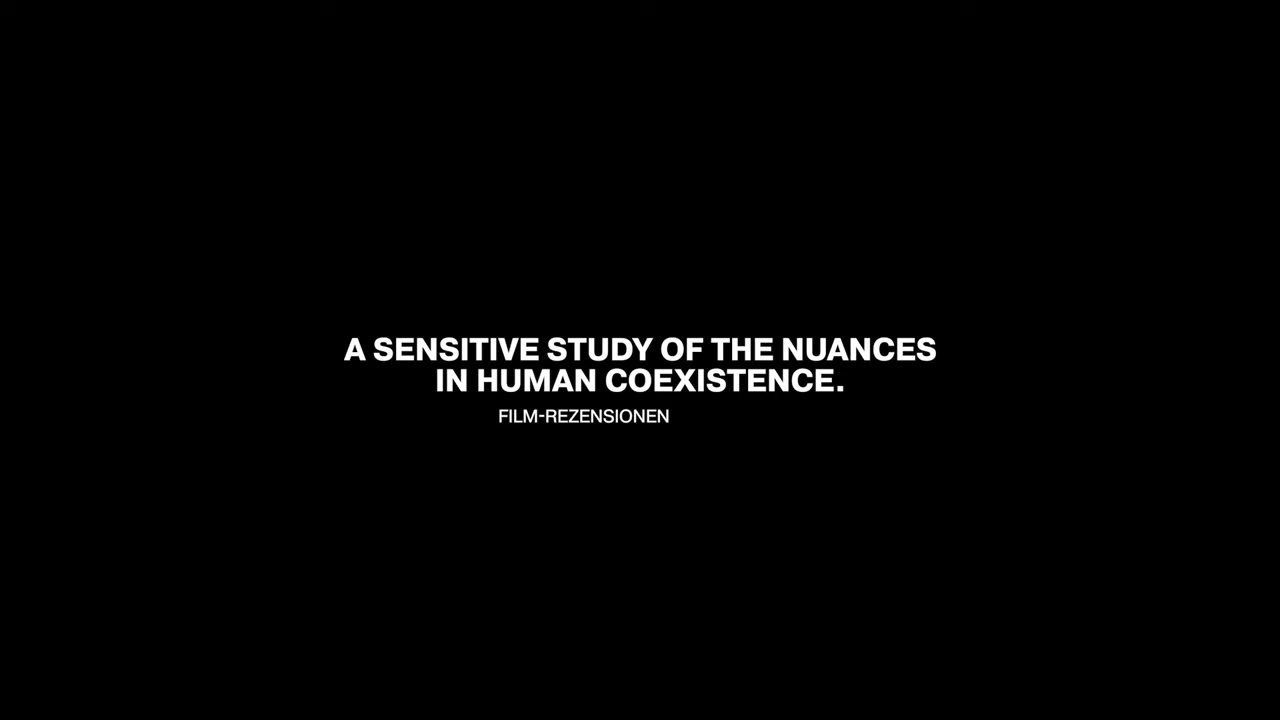 A SENSITIVE STUDY OF THE NUANCES
IN HUMAN COEXISTENCE.
FILM-REZENSIONEN